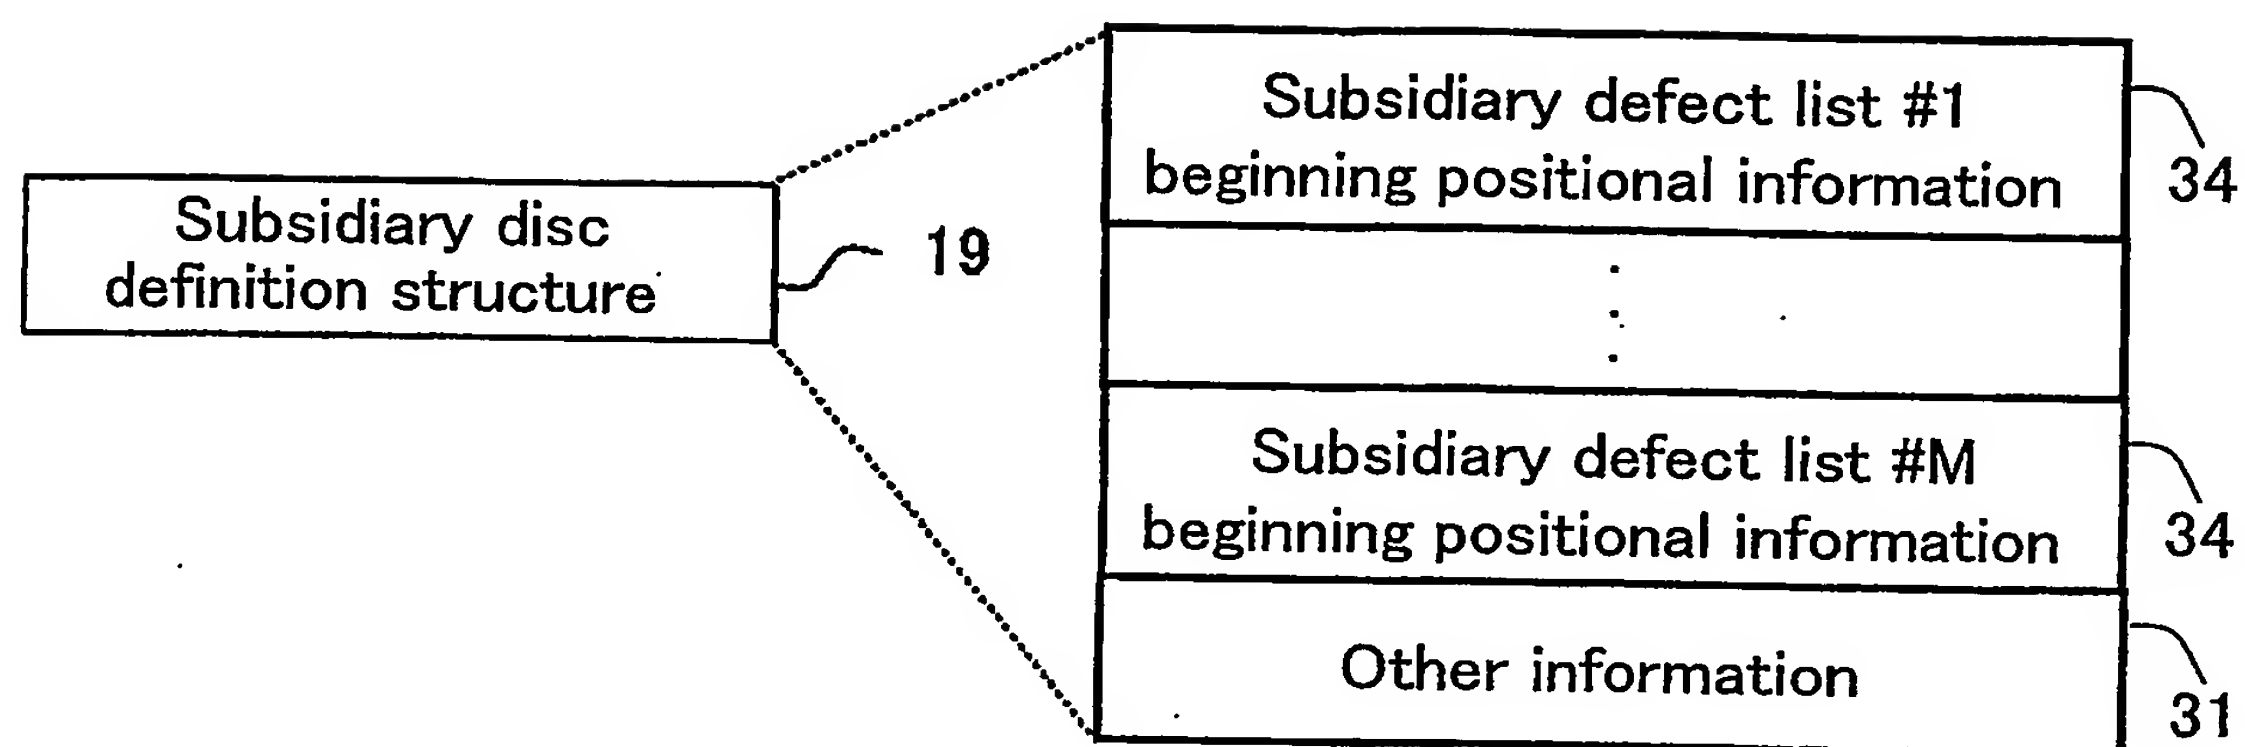 Subsidiary disc
definition structure
19
Subsidiary defect list #1
beginning positional information
34
Subsidiary defect list #M
beginning positional information
34
Other information
31